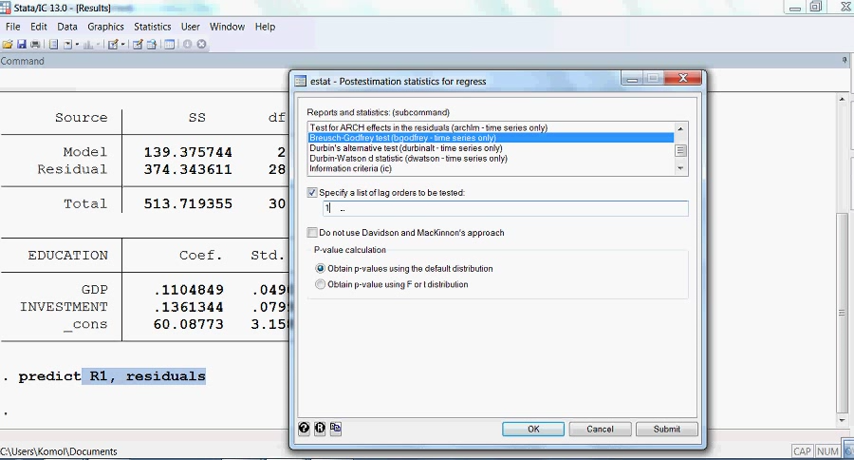 Stata/IC 13.0 - [Results]
File Edit Data Graphics Statistics User Window Help
Command
Source SS df
Model 139.375744 2
Residual 374.343611 28
Total 513.719355 30
EDUCATION Coef. Std.
GDP .1104849 .049
INVESTMENT .1361344 .079
_cons 60.08773 3.15
. predict R1, residuals
.
C:\Users\Komol\Documents
CAP NUM
estat - Postestimation statistics for regress
Reports and statistics: (subcommand)
Test for ARCH effects in the residuals (archlm - time series only)
Breusch-Godfrey test (bgodfrey - time series only)
Durbin's alternative test (durbinalt - time series only)
Durbin-Watson d statistic (dwatson - time series only)
Information criteria (ic)
Specify a list of lag orders to be tested:
1
Do not use Davidson and MacKinnon's approach
P-value calculation
Obtain p-values using the default distribution
Obtain p-value using F or t distribution
OK Cancel Submit